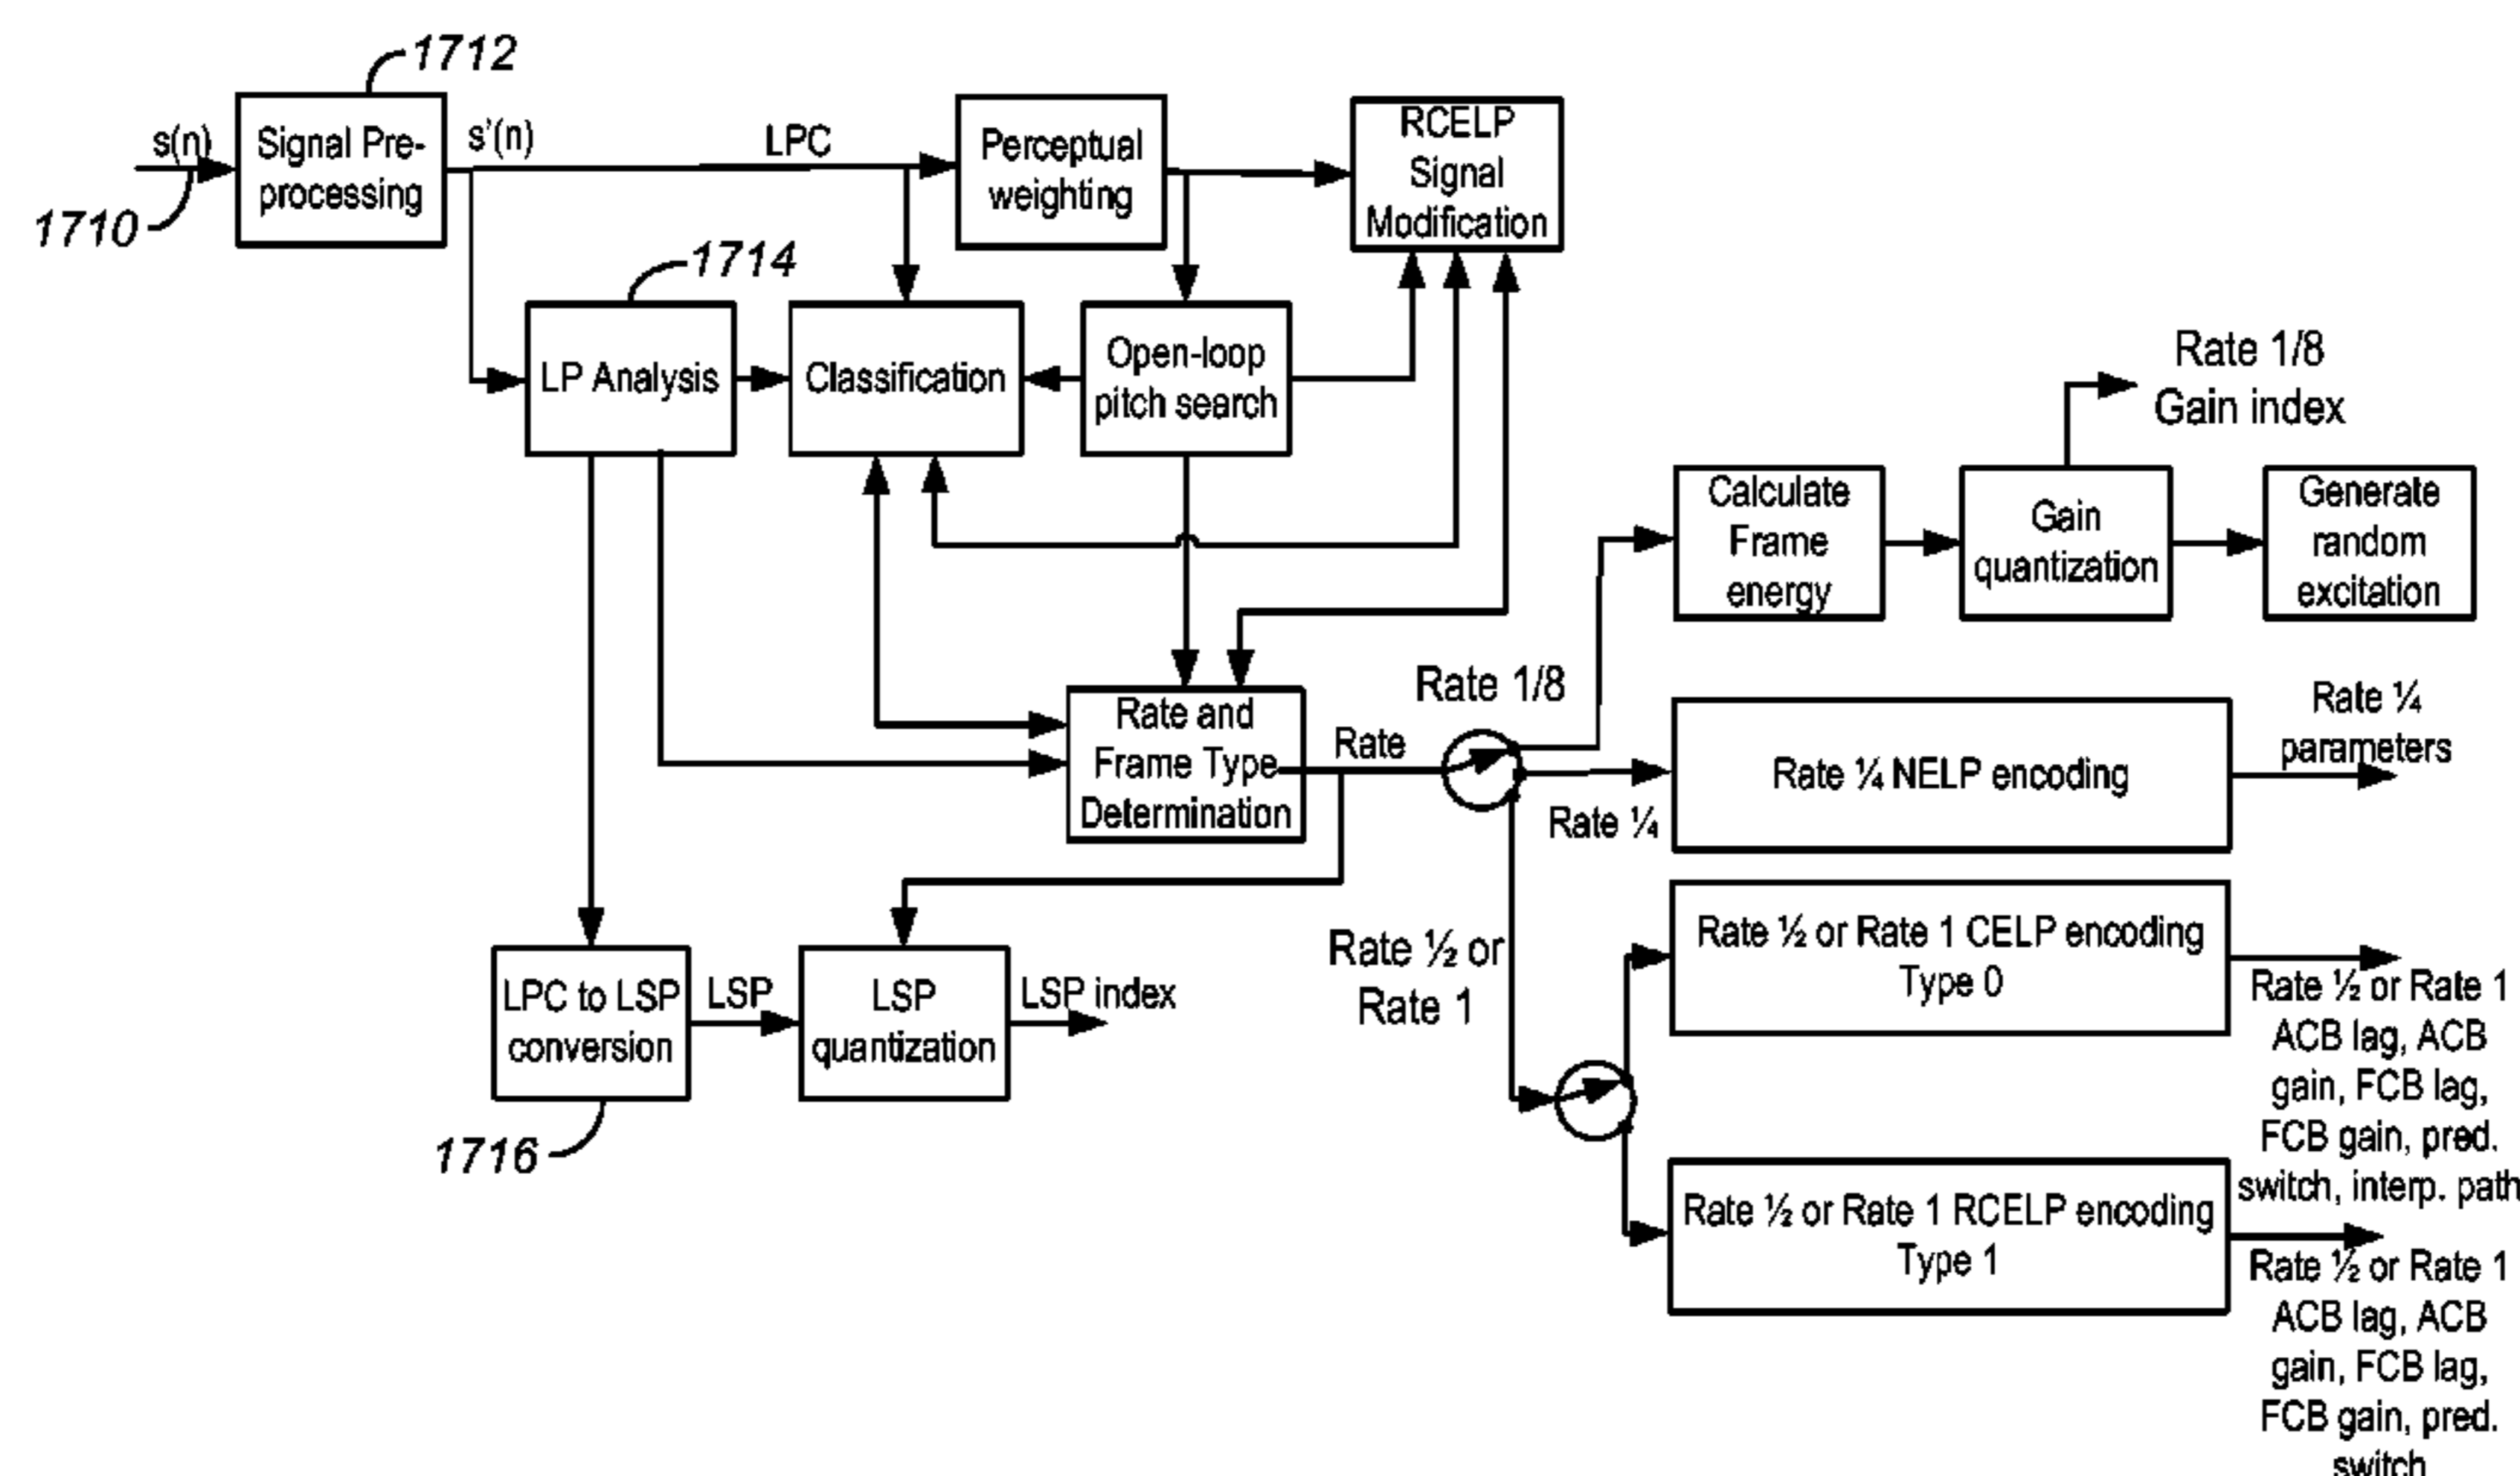 1712
s(n)
Signal Pre-
processing
s'(n)
LPC
Perceptual
weighting
RCELP
Signal
Modification
1710
1714
LP Analysis
Classification
Open-loop
pitch search
Rate 1/8
Gain index
Calculate
Frame
energy
Gain
quantization
Generate
random
excitation
Rate and
Frame Type
Determination
Rate
Rate 1/8
Rate ¼
Rate ¼ NELP encoding
Rate ¼
parameters
Rate ½ or
Rate 1
Rate ½ or Rate 1 CELP encoding
Type 0
Rate ½ or Rate 1
ACB lag, ACB
gain, FCB lag,
FCB gain, pred.
switch, interp. path
LPC to LSP
conversion
LSP
LSP
quantization
LSP index
1716
Rate ½ or Rate 1 RCELP encoding
Type 1
Rate ½ or Rate 1
ACB lag, ACB
gain, FCB lag,
FCB gain, pred.
switch